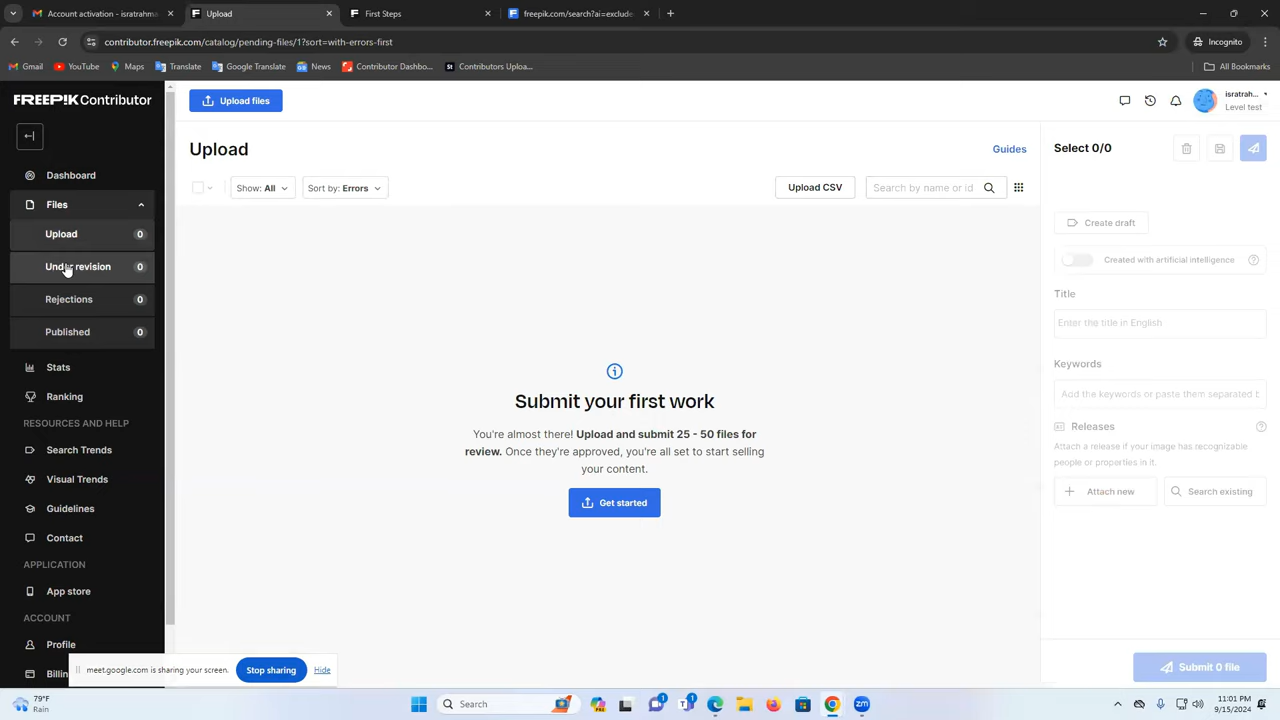 Account activation - isratrahma
Upload
First Steps
freepik.com/search?ai=exclude
contributor.freepik.com/catalog/pending-files/1?sort=with-errors-first
Incognito
Gmail
YouTube
Maps
Translate
Google Translate
News
Contributor Dashbo...
Contributors Uploa...
All Bookmarks
FREEPIK Contributor
Upload files
isratrah...
Level test
Upload
Guides
Select 0/0
Dashboard
Show: All
Sort by: Errors
Upload CSV
Search by name or id
Files
Upload 0
Create draft
Under revision 0
Created with artificial intelligence
Rejections 0
Title
Enter the title in English
Published 0
Stats
Keywords
Ranking
Add the keywords or paste them separated b
RESOURCES AND HELP
Submit your first work
Releases
Search Trends
You're almost there! Upload and submit 25 - 50 files for
review. Once they're approved, you're all set to start selling
your content.
Attach a release if your image has recognizable
people or properties in it.
Visual Trends
Get started
Attach new
Search existing
Guidelines
Contact
APPLICATION
App store
ACCOUNT
Profile
Billin
meet.google.com is sharing your screen.
Stop sharing
Hide
Submit 0 file
79°F
Rain
Search
11:01 PM
9/15/2024